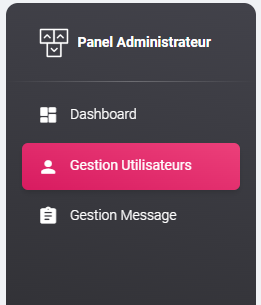 Panel Administrateur
Dashboard
Gestion Utilisateurs
Gestion Message